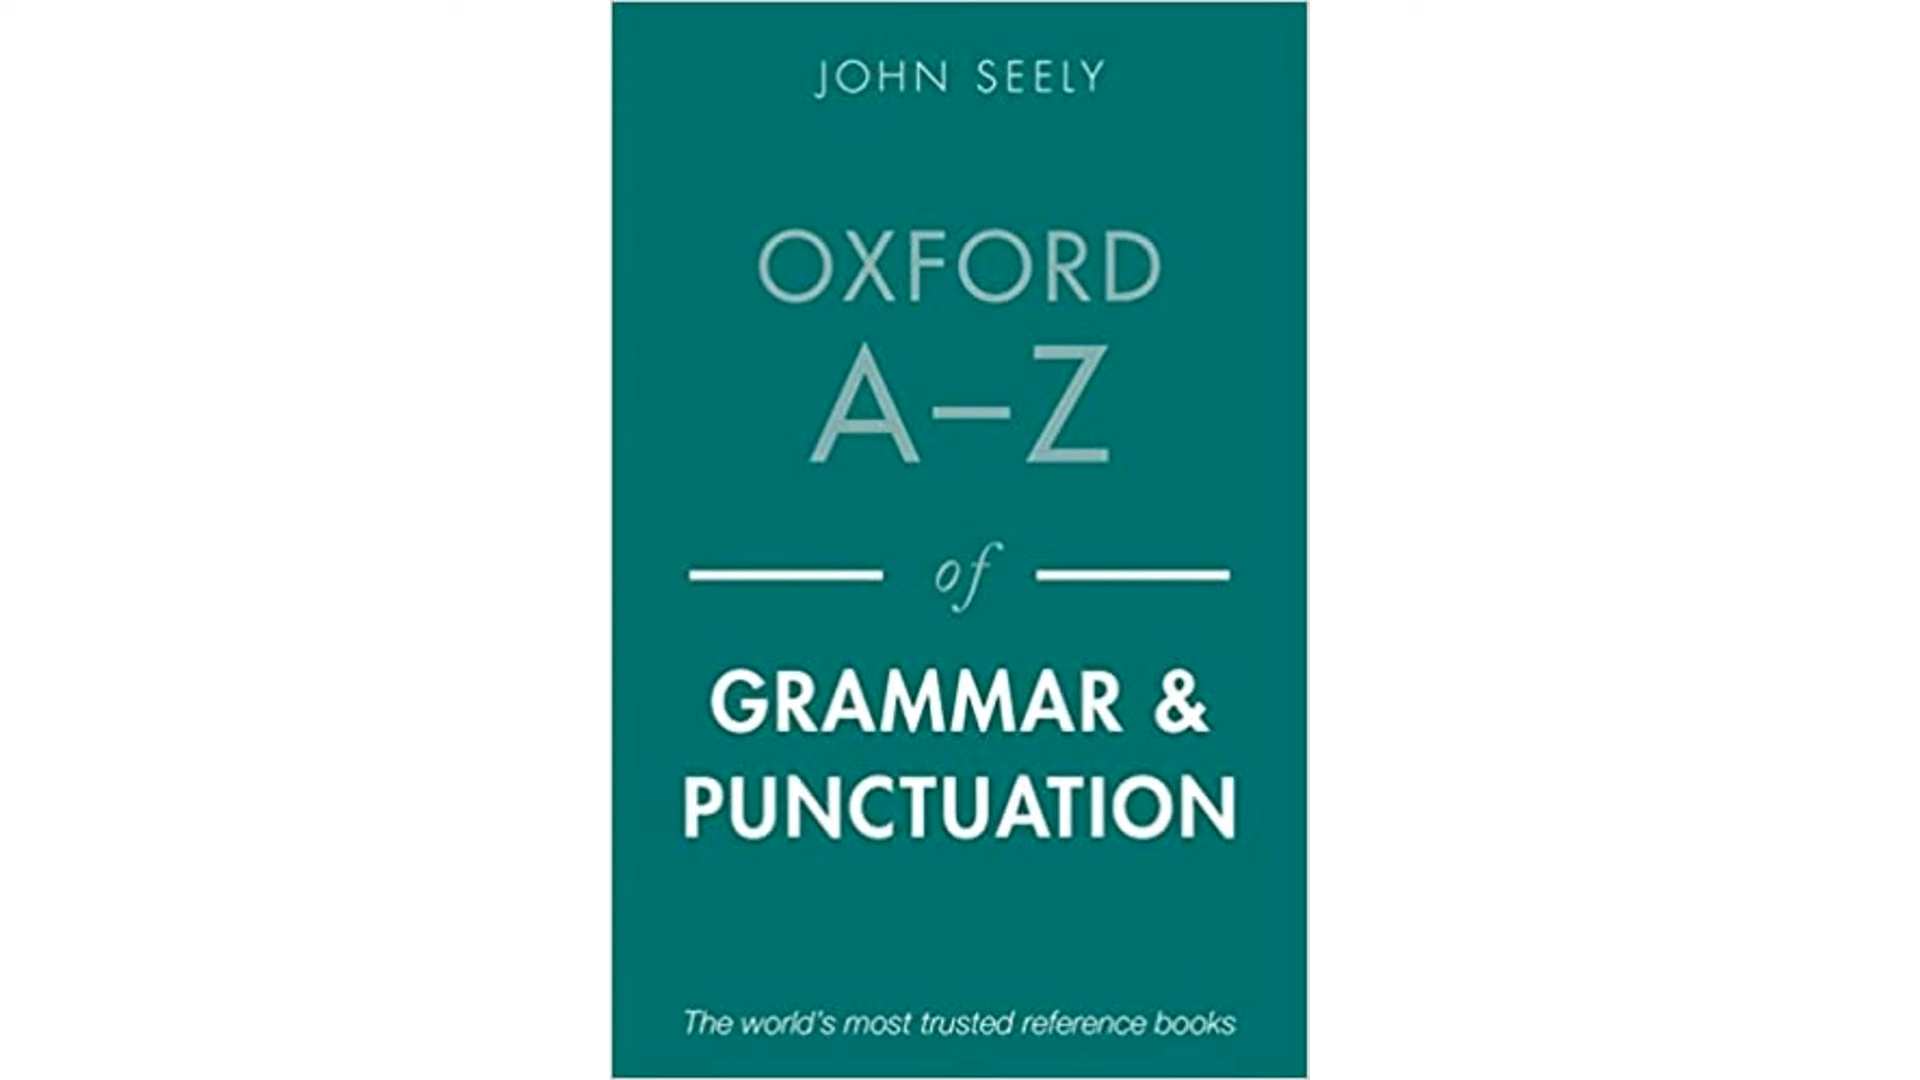 JOHN SEELY
OXFORD
A–Z
of
GRAMMAR &
PUNCTUATION
The world's most trusted reference books